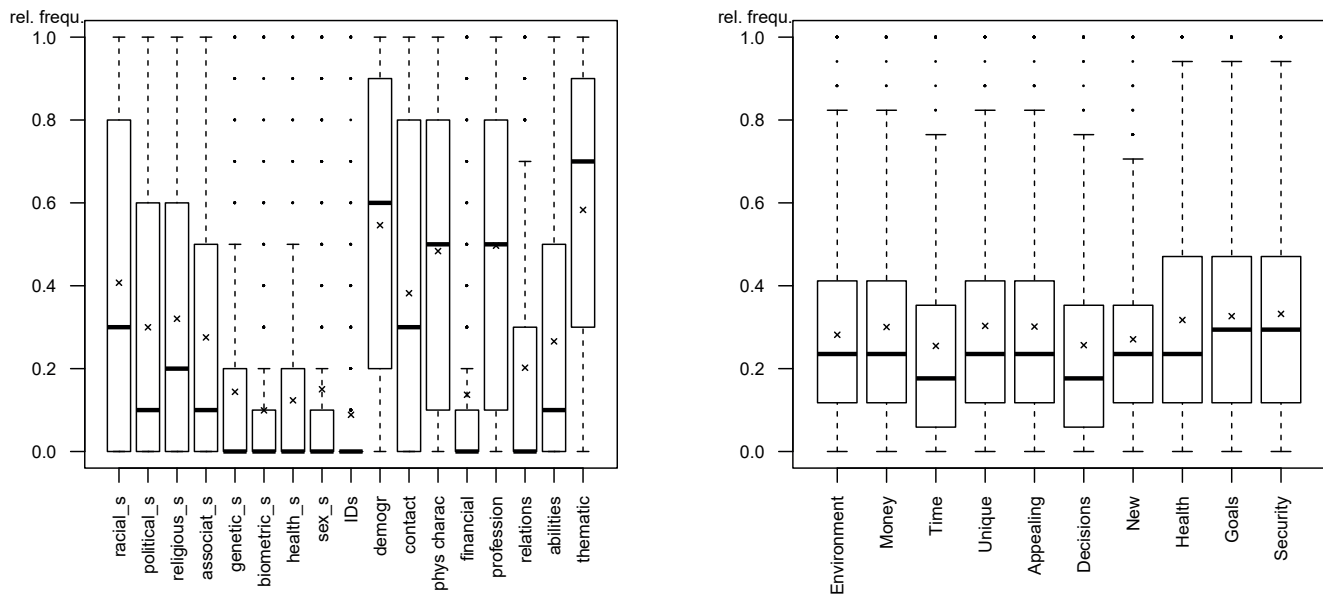 rel. frequ.
1.0
0.8
0.6
0.4
0.2
0.0
racial_s
political_s
religious_s
associat_s
genetic_s
biometric_s
health_s
sex_s
IDs
demogr
contact
phys charac
financial
profession
relations
abilities
thematic
rel. frequ.
1.0
0.8
0.6
0.4
0.2
0.0
Environment
Money
Time
Unique
Appealing
Decisions
New
Health
Goals
Security